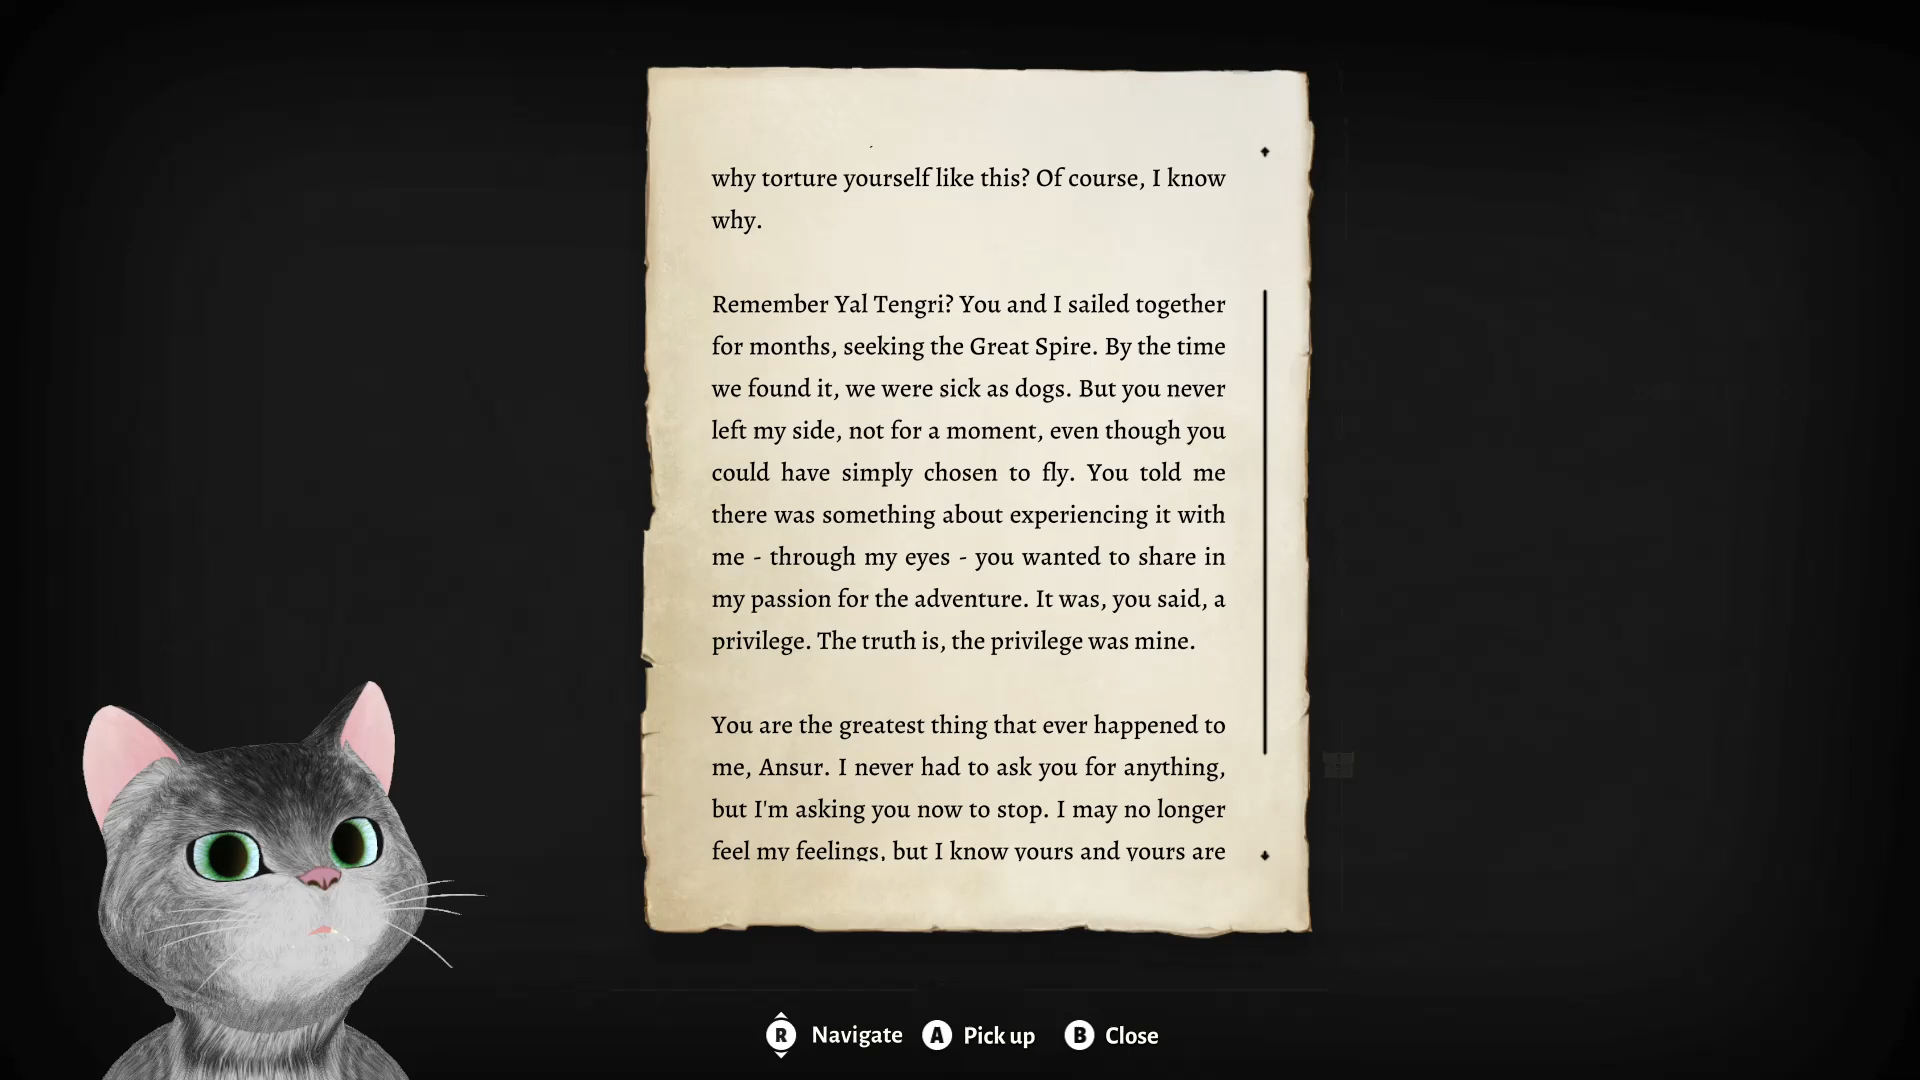 why torture yourself like this? Of course, I know
why.
Remember Yal Tengri? You and I sailed together
for months, seeking the Great Spire. By the time
we found it, we were sick as dogs. But you never
left my side, not for a moment, even though you
could have simply chosen to fly. You told me
there was something about experiencing it with
me - through my eyes - you wanted to share in
my passion for the adventure. It was, you said, a
privilege. The truth is, the privilege was mine.
You are the greatest thing that ever happened to
me, Ansur. I never had to ask you for anything,
but I'm asking you now to stop. I may no longer
feel my feelings, but I know yours and yours are
R Navigate A Pick up B Close